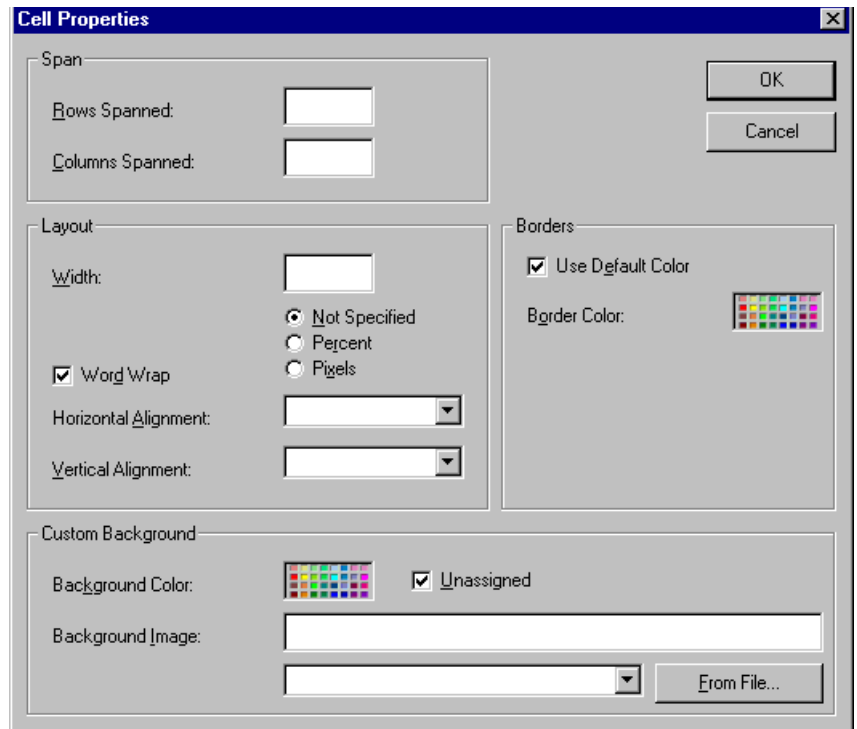 Cell Properties
Span
Rows Spanned:
Columns Spanned:
OK
Cancel
Layout
Width:
Not Specified
Percent
Pixels
Word Wrap
Horizontal Alignment:
Vertical Alignment:
Borders
Use Default Color
Border Color:
Custom Background
Background Color:
Unassigned
Background Image:
From File...